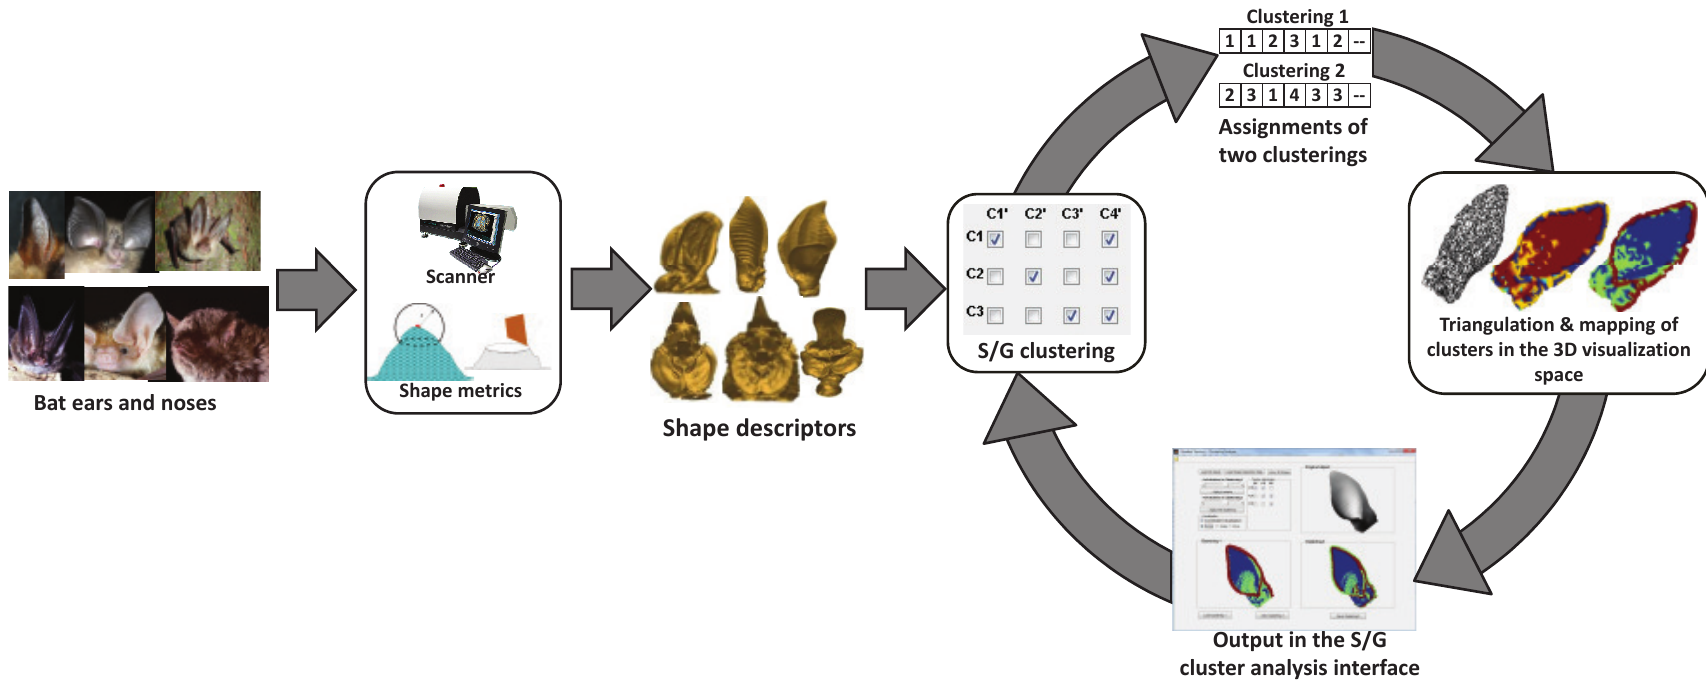 Bat ears and noses
Scanner
Shape metrics
Shape descriptors
C1' C2' C3' C4'
C1
C2
C3
S/G clustering
Clustering 1
1 1 2 3 1 2 --
Clustering 2
2 3 1 4 3 3 --
Assignments of
two clusterings
Triangulation & mapping of
clusters in the 3D visualization
space
Output in the S/G
cluster analysis interface